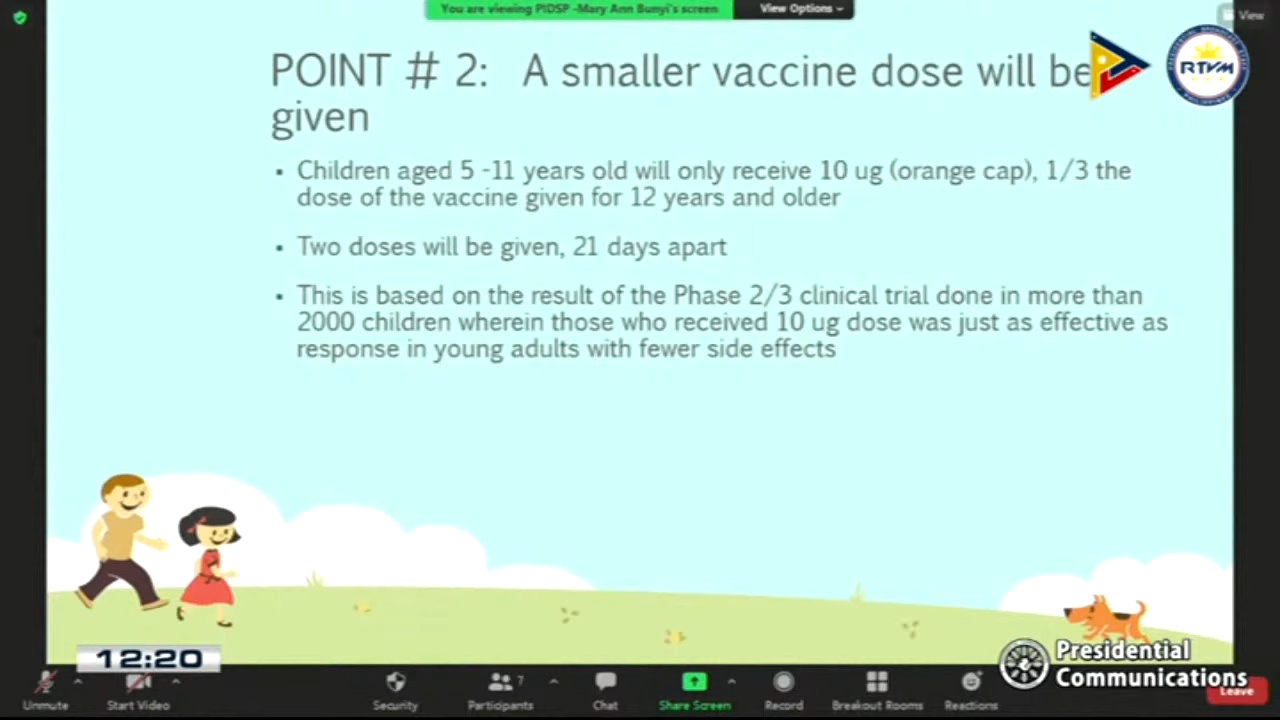 You are viewing PIDSP -Mary Ann Bunyi's screen
View Options
View
POINT # 2: A smaller vaccine dose will be
given
RTVM
PHILIPPINES
• Children aged 5 -11 years old will only receive 10 ug (orange cap), 1/3 the
dose of the vaccine given for 12 years and older
• Two doses will be given, 21 days apart
• This is based on the result of the Phase 2/3 clinical trial done in more than
2000 children wherein those who received 10 ug dose was just as effective as
response in young adults with fewer side effects
12:20
Presidential
Communications
Unmute
Start Video
Security
Participants
7
Chat
Share Screen
Record
Breakout Rooms
Reactions
Leave